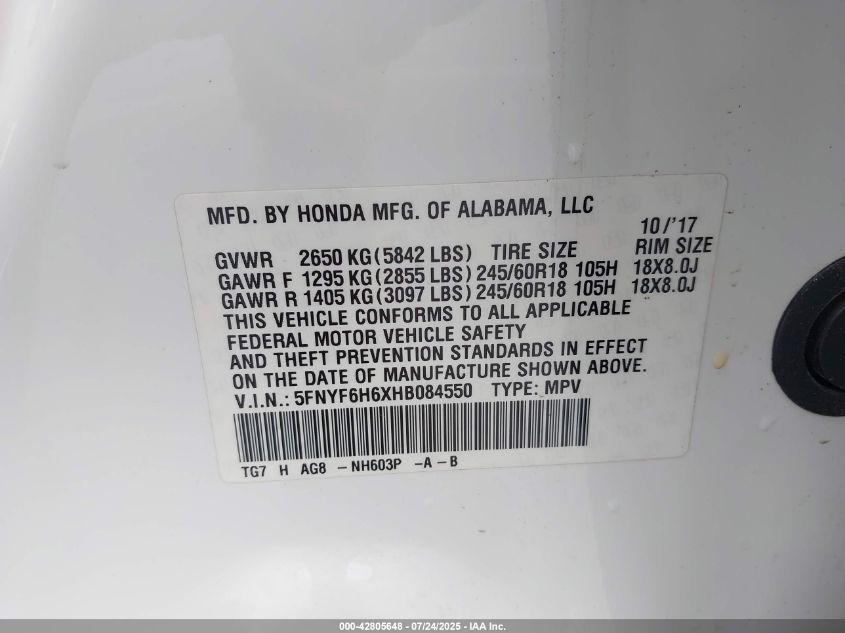 MFD. BY HONDA MFG. OF ALABAMA, LLC
10/'17
GVWR 2650 KG (5842 LBS) TIRE SIZE RIM SIZE
GAWR F 1295 KG (2855 LBS) 245/60R18 105H 18X8.0J
GAWR R 1405 KG (3097 LBS) 245/60R18 105H 18X8.0J
THIS VEHICLE CONFORMS TO ALL APPLICABLE
FEDERAL MOTOR VEHICLE SAFETY
AND THEFT PREVENTION STANDARDS IN EFFECT
ON THE DATE OF MANUFACTURE SHOWN ABOVE.
V.I.N.: 5FNYF6H6XHB084550 TYPE: MPV
TG7 H AG8 -NH603P -A-B
000-42805648 - 07/24/2025 - IAA Inc.